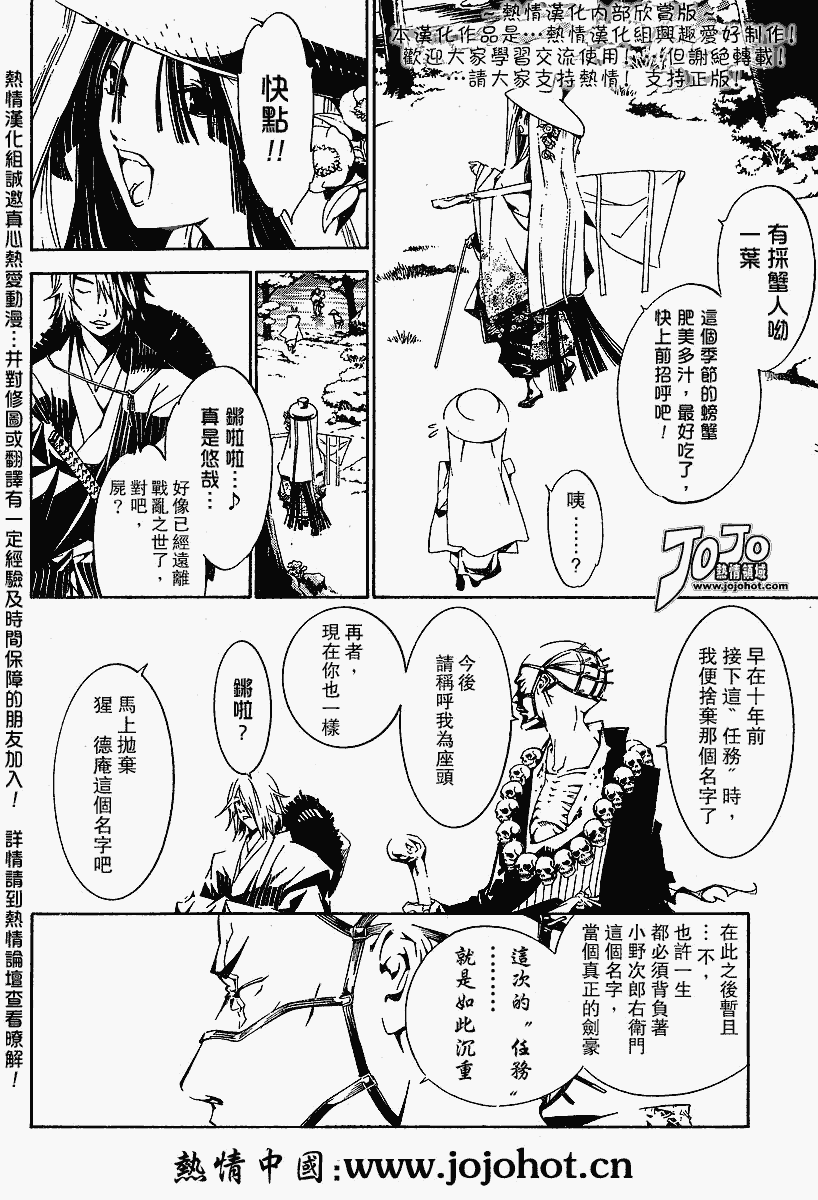 ～熱情漢化內部欣賞版～
本漢化作品是…熱情漢化組興趣愛好制作！
歡迎大家學習交流使用！…但謝絕轉載！
…請大家支持熱情！支持正版！
有採蟹人呦
一葉
這個季節的螃蟹
肥美多汁，最好吃了，
快上前招呼吧！
咦……？
快點!!
鏘啦啦…♪
真是悠哉…
好像已經遠離
戰亂之世了，
對吧，
屍？
JOJO
熱情領域
www.jojohot.com
早在十年前
接下這〝任務〞時，
我便捨棄那個名字了
今後
請稱呼我為座頭
再者，
現在你也一樣
鏘啦？
馬上拋棄
猩 德庵這個名字吧
在此之後暫且
…不，
也許一生
都必須背負著
小野次郎右衛門
這個名字，
當個真正的劍豪
這次的〝任務〞
…………
就是如此沉重
熱情漢化組誠邀真心熱愛動漫…并對修圖或翻譯有一定經驗及時間保障的朋友加入！ 詳情請到熱情論壇查看暸解！
熱情中國:www.jojohot.cn